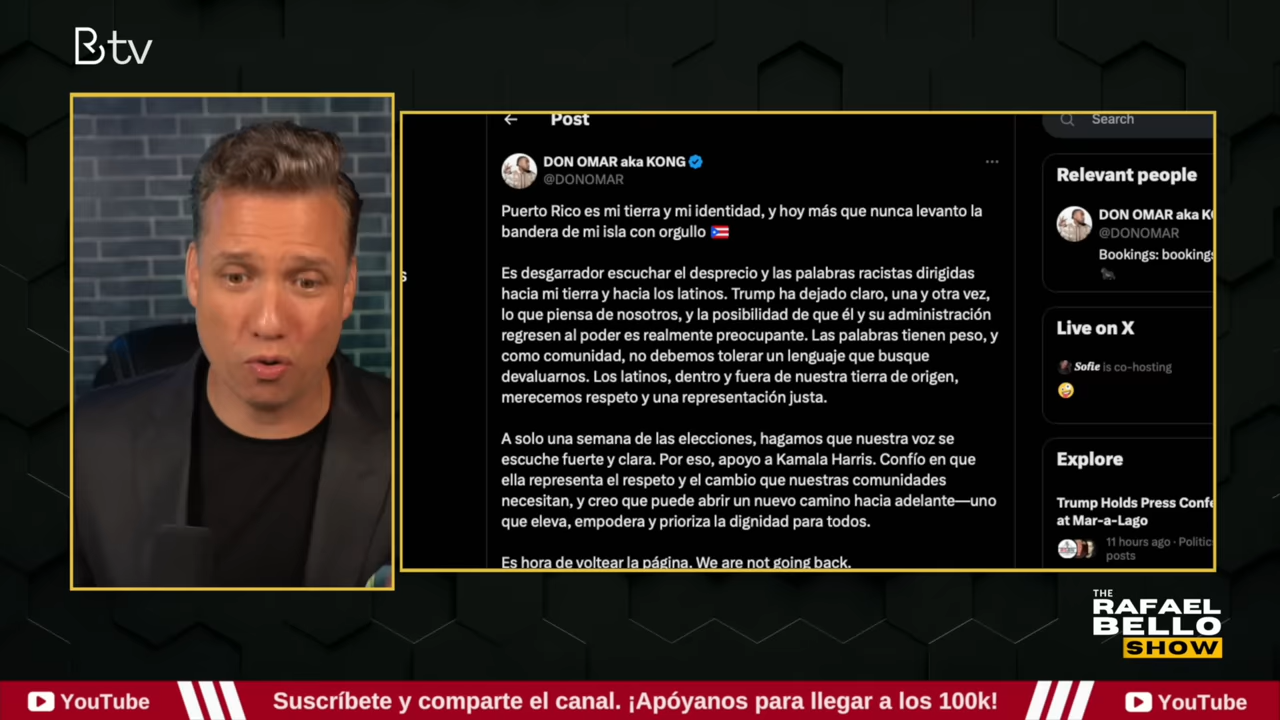 Btv
Post
Search
DON OMAR aka KONG
@DONOMAR
Puerto Rico es mi tierra y mi identidad, y hoy más que nunca levanto la
bandera de mi isla con orgullo 🇵🇷
Es desgarrador escuchar el desprecio y las palabras racistas dirigidas
hacia mi tierra y hacia los latinos. Trump ha dejado claro, una y otra vez,
lo que piensa de nosotros, y la posibilidad de que él y su administración
regresen al poder es realmente preocupante. Las palabras tienen peso, y
como comunidad, no debemos tolerar un lenguaje que busque
devaluarnos. Los latinos, dentro y fuera de nuestra tierra de origen,
merecemos respeto y una representación justa.
A solo una semana de las elecciones, hagamos que nuestra voz se
escuche fuerte y clara. Por eso, apoyo a Kamala Harris. Confío en que
ella representa el respeto y el cambio que nuestras comunidades
necesitan, y creo que puede abrir un nuevo camino hacia adelante—uno
que eleva, empodera y prioriza la dignidad para todos.
Es hora de voltear la página. We are not going back.
s
Relevant people
DON OMAR aka K
@DONOMAR
Bookings: bookings
Live on X
Sofie is co-hosting
🤪
Explore
Trump Holds Press Confe
at Mar-a-Lago
11 hours ago · Politic
posts
THE
RAFAEL
BELLO
SHOW
YouTube
Suscríbete y comparte el canal. ¡Apóyanos para llegar a los 100k!
YouTube